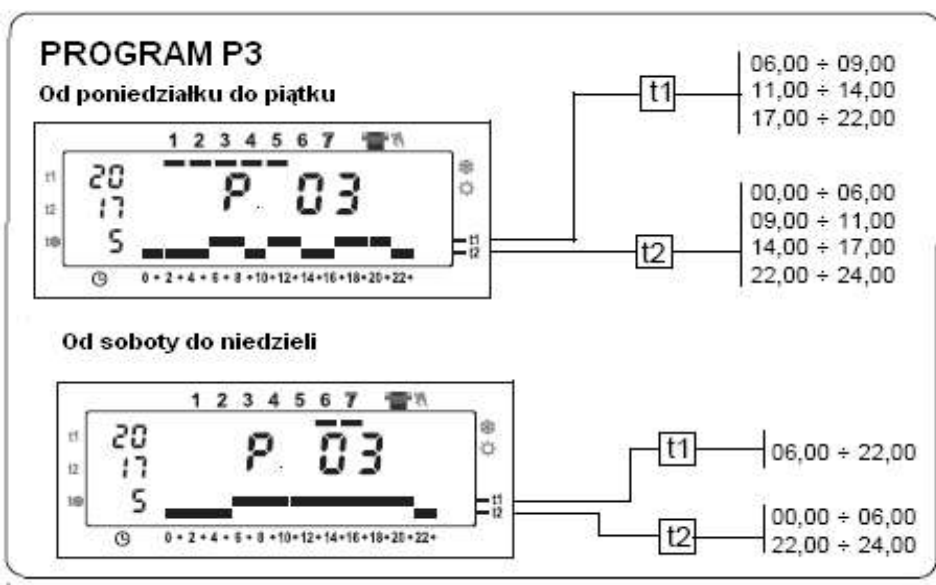 PROGRAM P3
Od poniedziałku do piątku
1 2 3 4 5 6 7
t1 20
P 03
t2 17
5
t1
t2
0 + 2 + 4 + 6 + 8 +10+12+14+16+18+20+22+
t1
06,00 ÷ 09,00
11,00 ÷ 14,00
17,00 ÷ 22,00
t2
00,00 ÷ 06,00
09,00 ÷ 11,00
14,00 ÷ 17,00
22,00 ÷ 24,00
Od soboty do niedzieli
1 2 3 4 5 6 7
t1 20
P 03
t2 17
5
t1
t2
0 + 2 + 4 + 6 + 8 +10+12+14+16+18+20+22+
t1
06,00 ÷ 22,00
t2
00,00 ÷ 06,00
22,00 ÷ 24,00